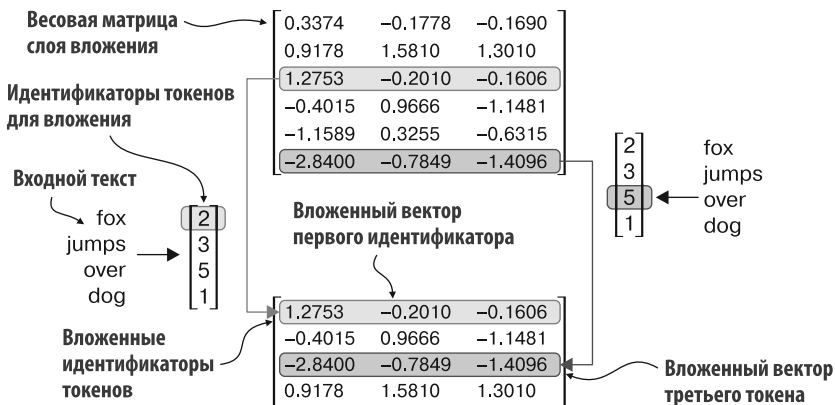 Весовая матрица
слоя вложения
0.3374 −0.1778 −0.1690
0.9178 1.5810 1.3010
1.2753 −0.2010 −0.1606
−0.4015 0.9666 −1.1481
−1.1589 0.3255 −0.6315
−2.8400 −0.7849 −1.4096
Идентификаторы токенов
для вложения
Входной текст
fox 2
jumps 3
over 5
dog 1
2 fox
3 jumps
5 over
1 dog
Вложенный вектор
первого идентификатора
1.2753 −0.2010 −0.1606
−0.4015 0.9666 −1.1481
−2.8400 −0.7849 −1.4096
0.9178 1.5810 1.3010
Вложенные
идентификаторы
токенов
Вложенный вектор
третьего токена